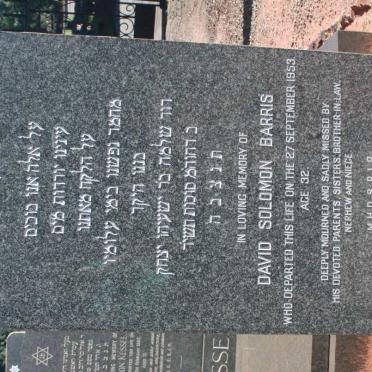 על אלה אנו בוכים
עינינו יורדות מים
על הלקח מאתנו
מחמד נפשנו בימי עלומיו
בננו היקר
דוד שלמה בר ישעיהו יצחק
ת נ צ ב ה
IN LOVING MEMORY OF
DAVID SOLOMON BARRIS
WHO DEPARTED THIS LIFE ON THE 27 SEPTEMBER 1953.
AGE 32.
DEEPLY MOURNED AND SADLY MISSED BY
HIS DEVOTED PARENTS, SISTERS, BROTHER-IN-LAW,
NEPHEW AND NIECE
M.H.D.S.R.I.P.